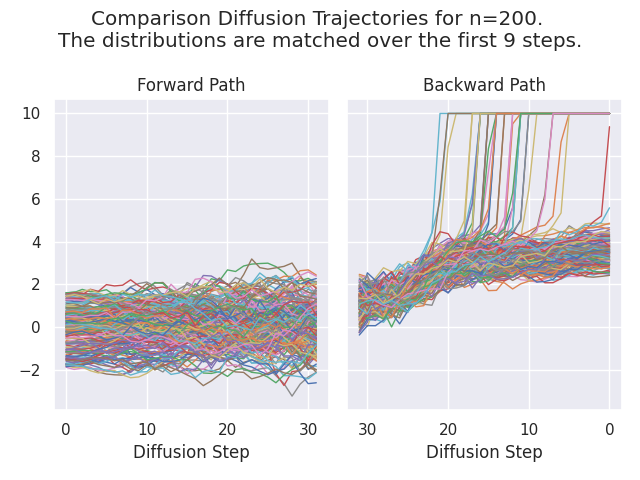 Comparison Diffusion Trajectories for n=200.
The distributions are matched over the first 9 steps.
Forward Path
Backward Path
10
8
6
4
2
0
−2
0
10
20
30
30
20
10
0
Diffusion Step
Diffusion Step